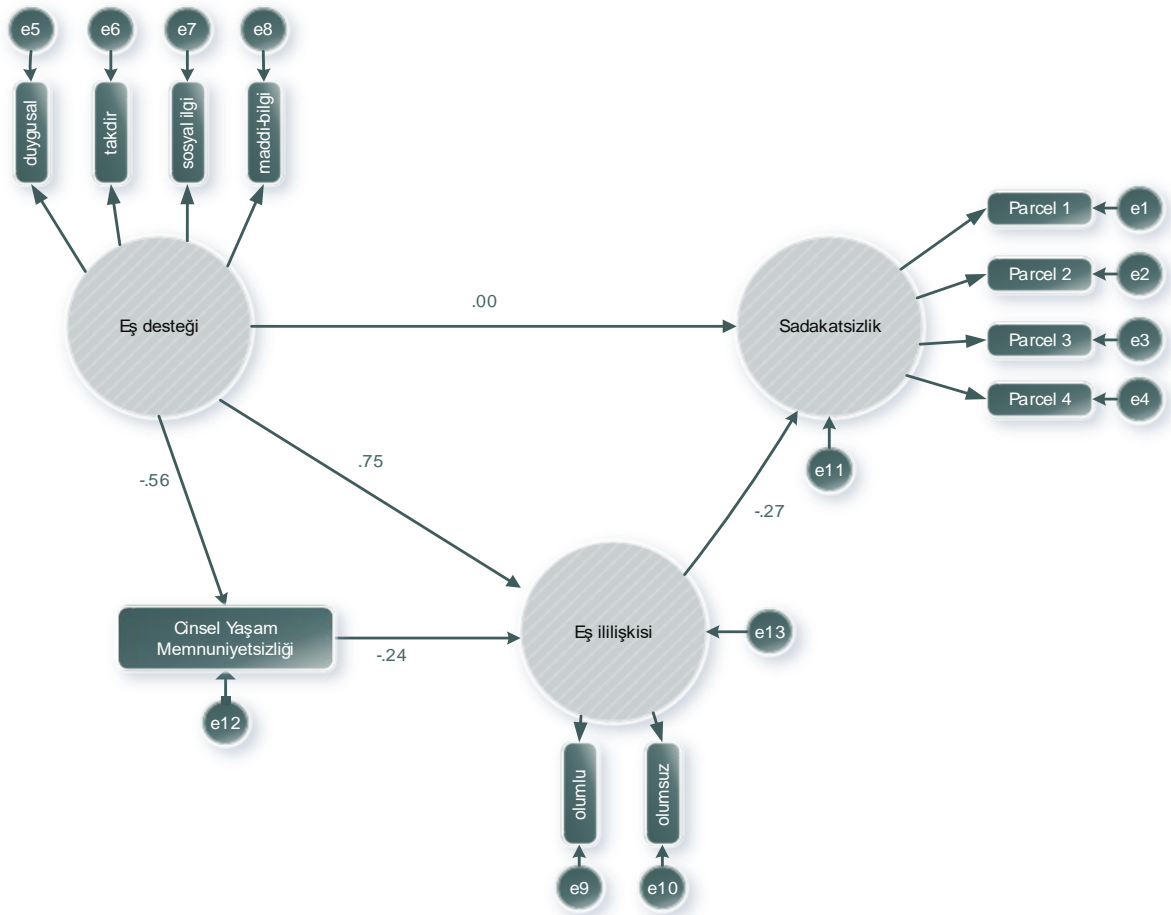 e5
e6
e7
e8
duygusal
takdir
sosyal ilgi
maddi-bilgi
Parcel 1
e1
Parcel 2
e2
Parcel 3
e3
Parcel 4
e4
Eş desteği
.00
Sadakatsizlik
e11
-.56
.75
-.27
Cinsel Yaşam
Memnuniyetsizliği
-.24
Eş ililişkisi
e13
e12
olumlu
olumsuz
e9
e10